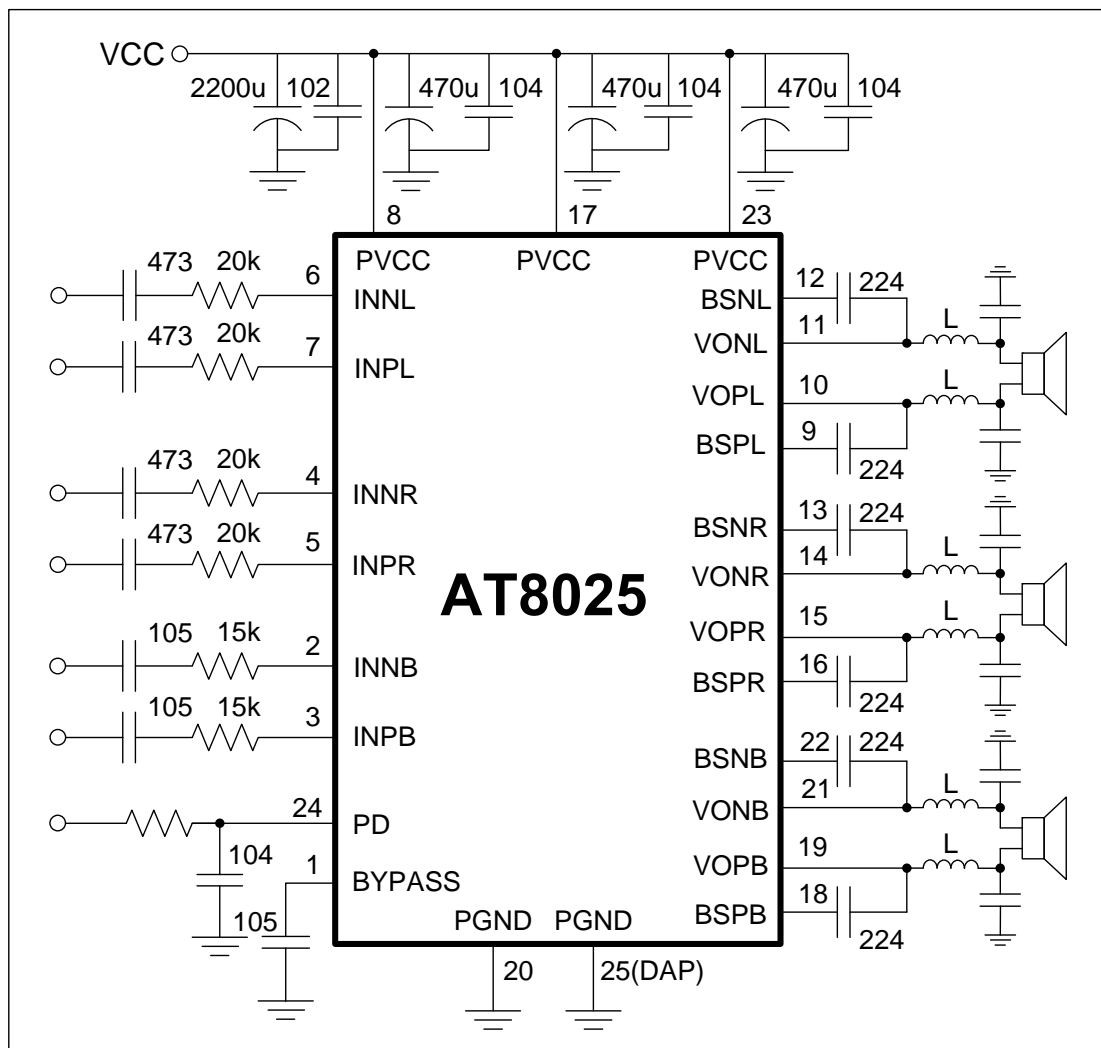 VCC
2200u 102 470u 104 470u 104 470u 104
8 17 23
PVCC PVCC PVCC
473 20k 6 INNL
473 20k 7 INPL
473 20k 4 INNR
473 20k 5 INPR
105 15k 2 INNB
105 15k 3 INPB
24 PD
104
1 BYPASS
105
AT8025
BSNL 12 224
VONL 11 L
VOPL 10 L
BSPL 9 224
BSNR 13 224
VONR 14 L
VOPR 15 L
BSPR 16 224
BSNB 22 224
VONB 21 L
VOPB 19 L
BSPB 18 224
PGND PGND
20 25(DAP)